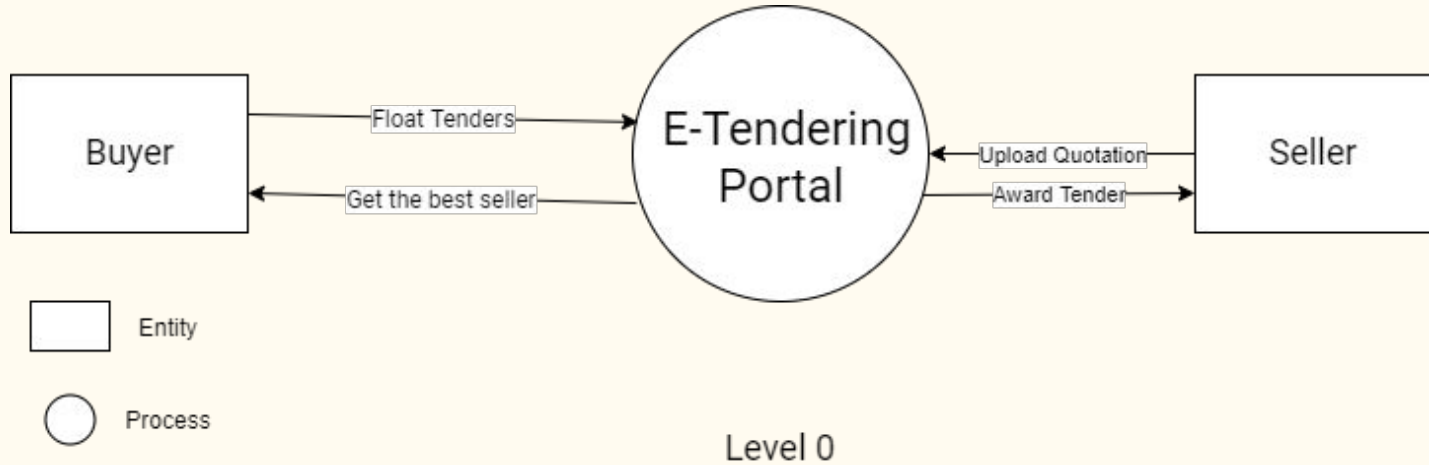 Buyer
Float Tenders
Get the best seller
E-Tendering
Portal
Upload Quotation
Award Tender
Seller
Entity
Process
Level 0